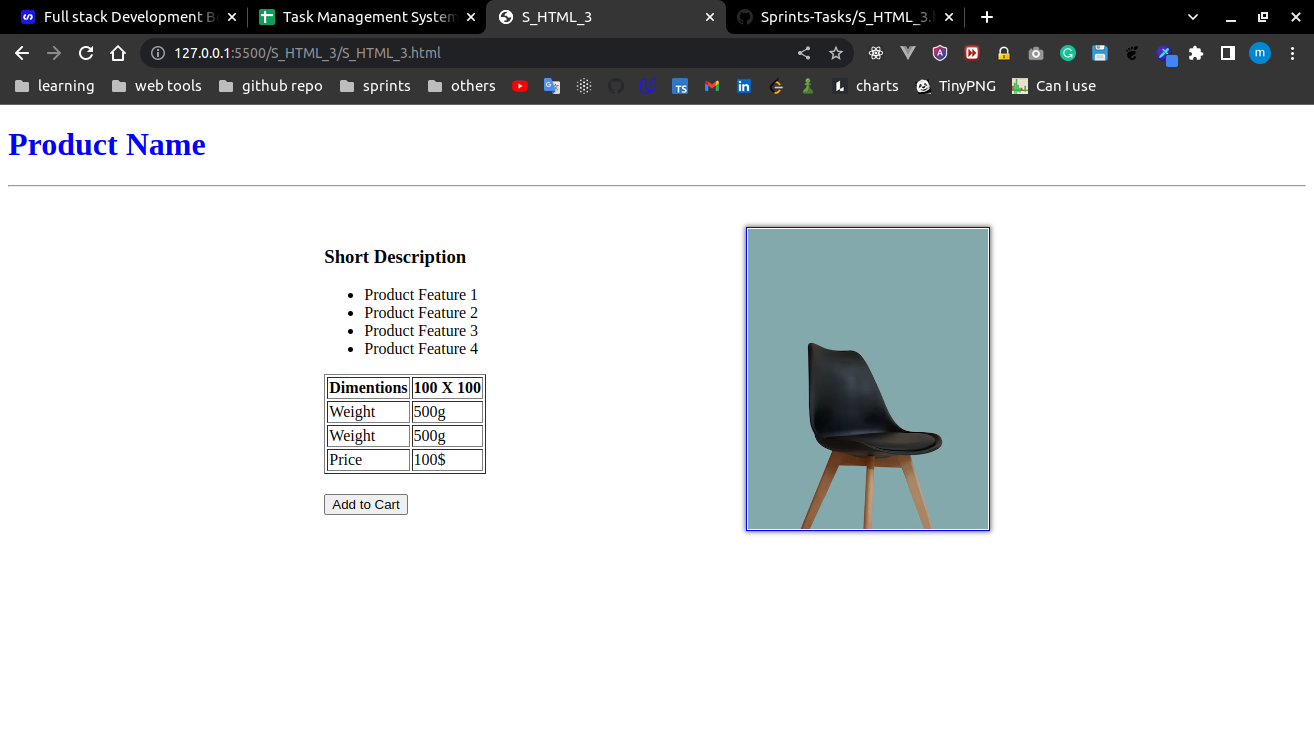 Full stack Development B
Task Management System
S_HTML_3
Sprints-Tasks/S_HTML_3.
127.0.0.1:5500/S_HTML_3/S_HTML_3.html
m
learning
web tools
github repo
sprints
others
TS
in
charts
TinyPNG
Can I use
Product Name
Short Description
Product Feature 1
Product Feature 2
Product Feature 3
Product Feature 4
Dimentions 100 X 100
Weight 500g
Weight 500g
Price 100$
Add to Cart